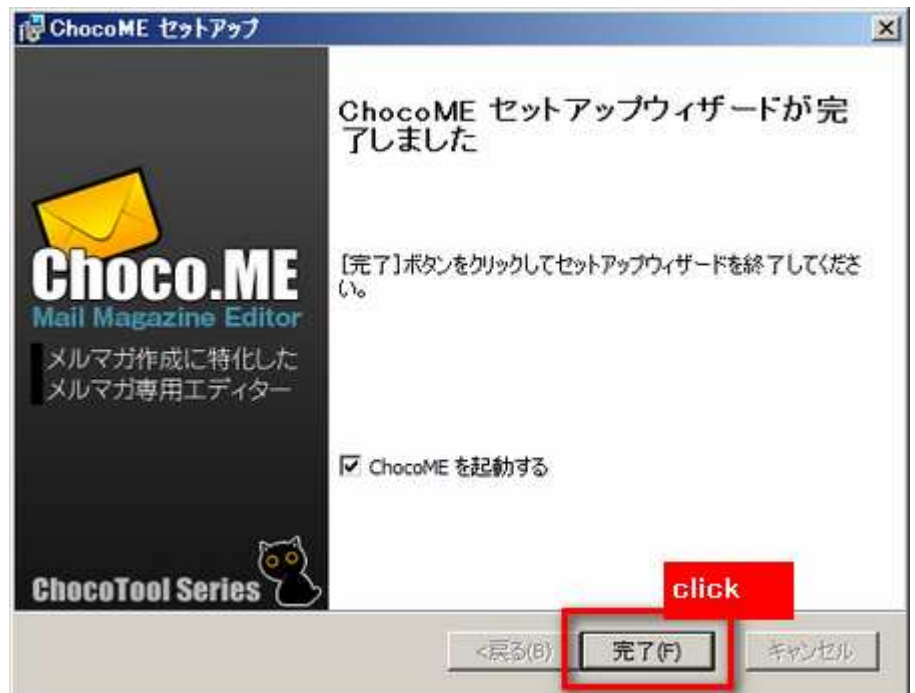 ChocoME セットアップ
ChocoME セットアップウィザードが完
了しました
[完了]ボタンをクリックしてセットアップウィザードを終了してくださ
い。
Choco.ME
Mail Magazine Editor
メルマガ作成に特化した
メルマガ専用エディター
ChocoME を起動する
ChocoTool Series
click
<戻る(B)
完了(F)
キャンセル